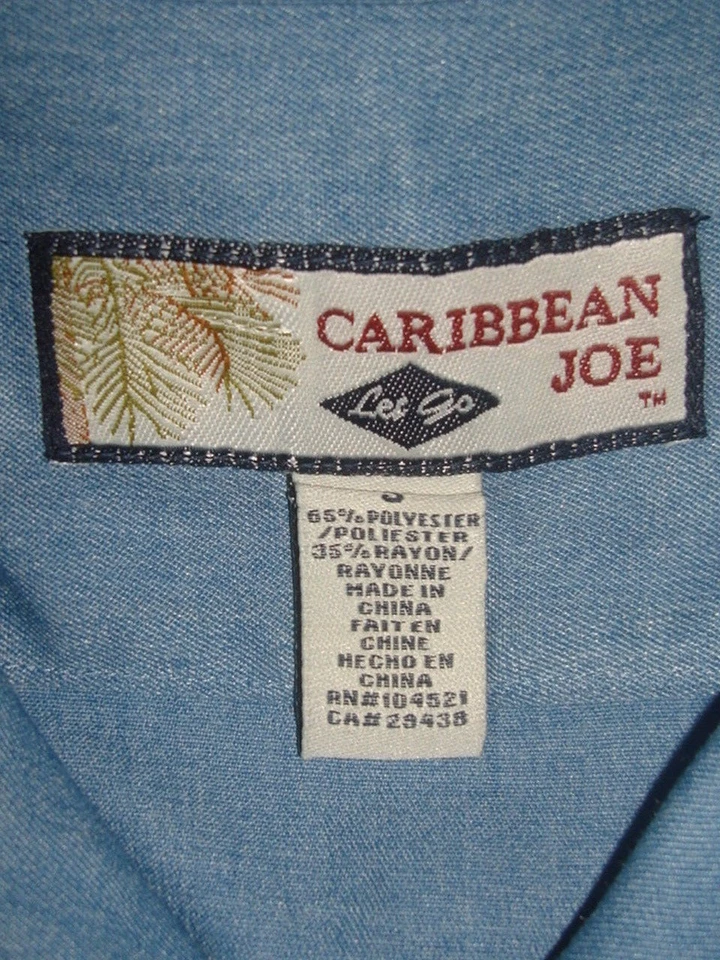 CARIBBEAN
JOE
TM
Let Go
S
65% POLYESTER
/POLIESTER
35% RAYON/
RAYONNE
MADE IN
CHINA
FAIT EN
CHINE
HECHO EN
CHINA
RN#104521
CA#29438